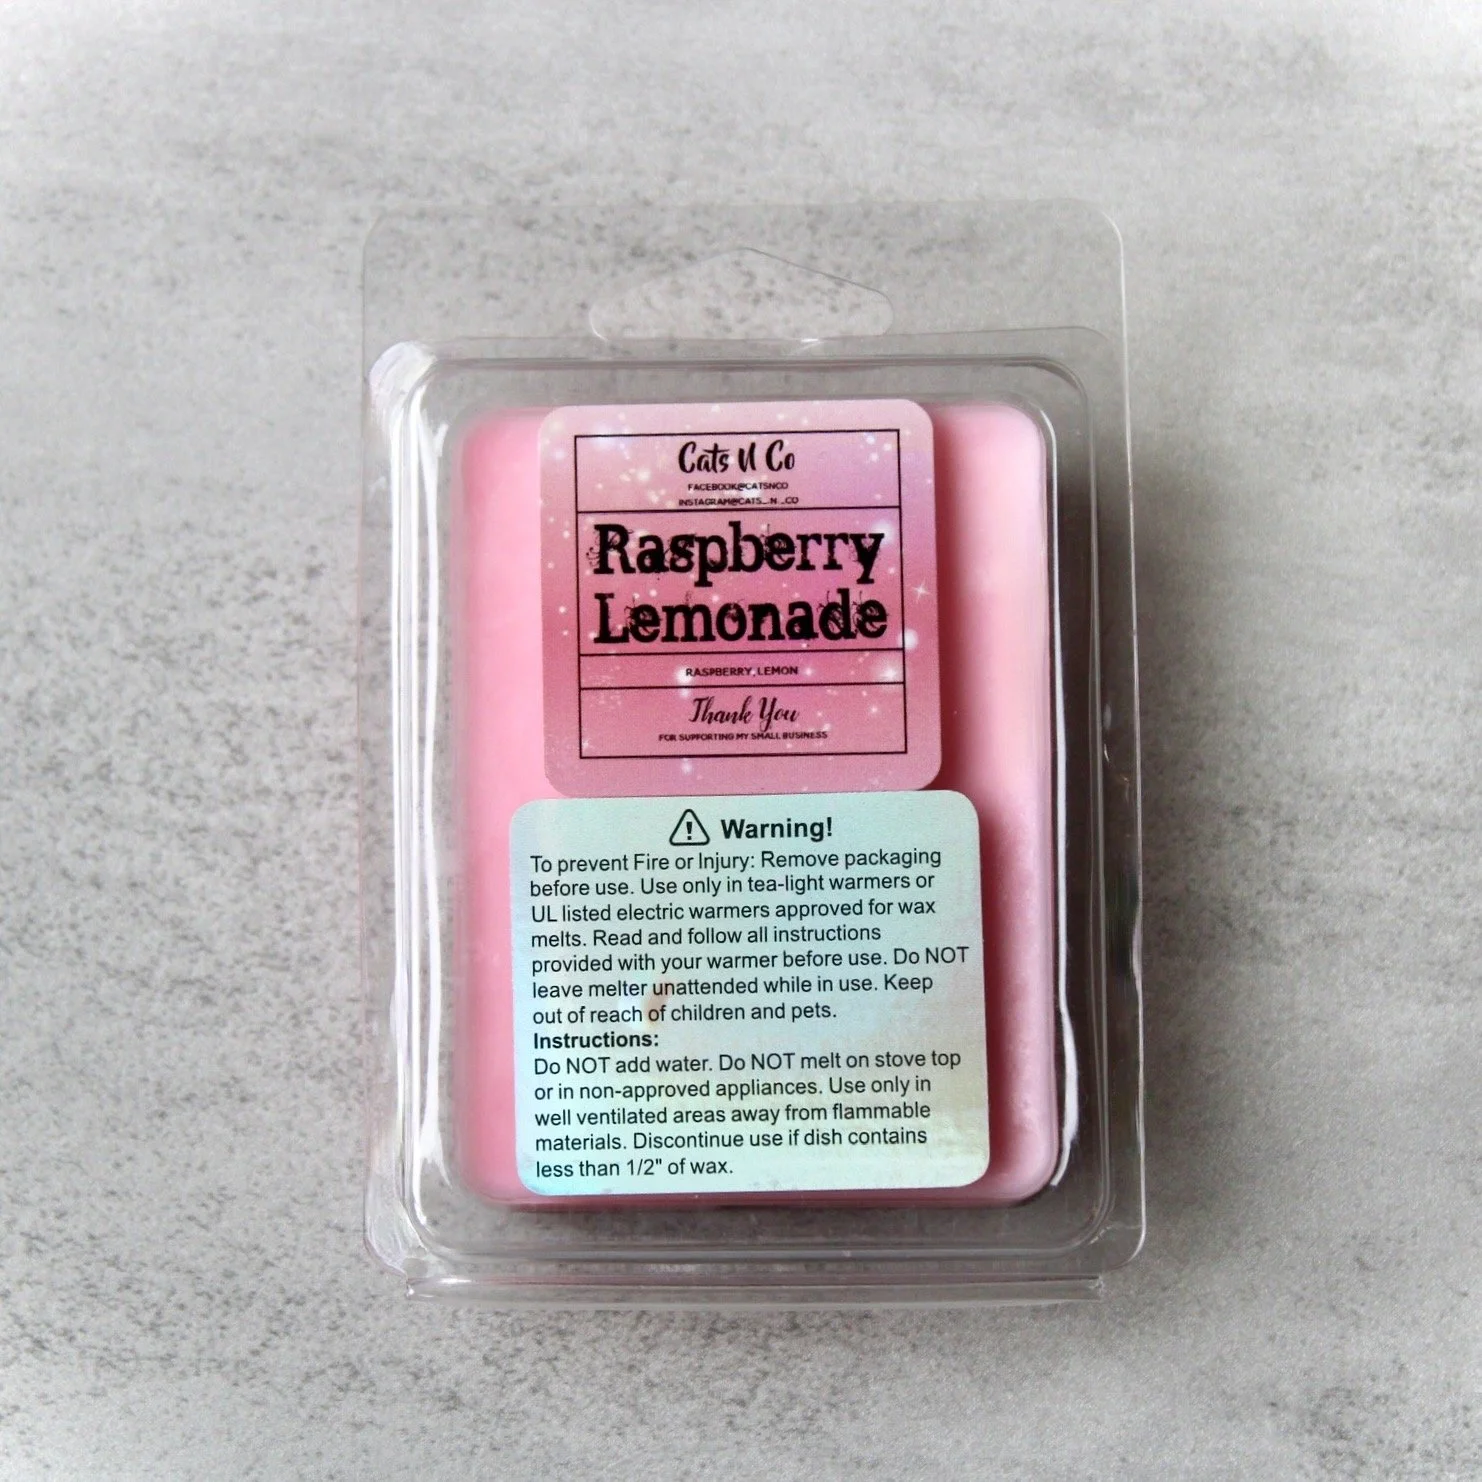 Cats N Co
FACEBOOK@CATSNCO
INSTAGRAM@CATS_N_CO
Raspberry
Lemonade
RASPBERRY, LEMON
Thank You
FOR SUPPORTING MY SMALL BUSINESS
Warning!
To prevent Fire or Injury: Remove packaging
before use. Use only in tea-light warmers or
UL listed electric warmers approved for wax
melts. Read and follow all instructions
provided with your warmer before use. Do NOT
leave melter unattended while in use. Keep
out of reach of children and pets.
Instructions:
Do NOT add water. Do NOT melt on stove top
or in non-approved appliances. Use only in
well ventilated areas away from flammable
materials. Discontinue use if dish contains
less than 1/2" of wax.